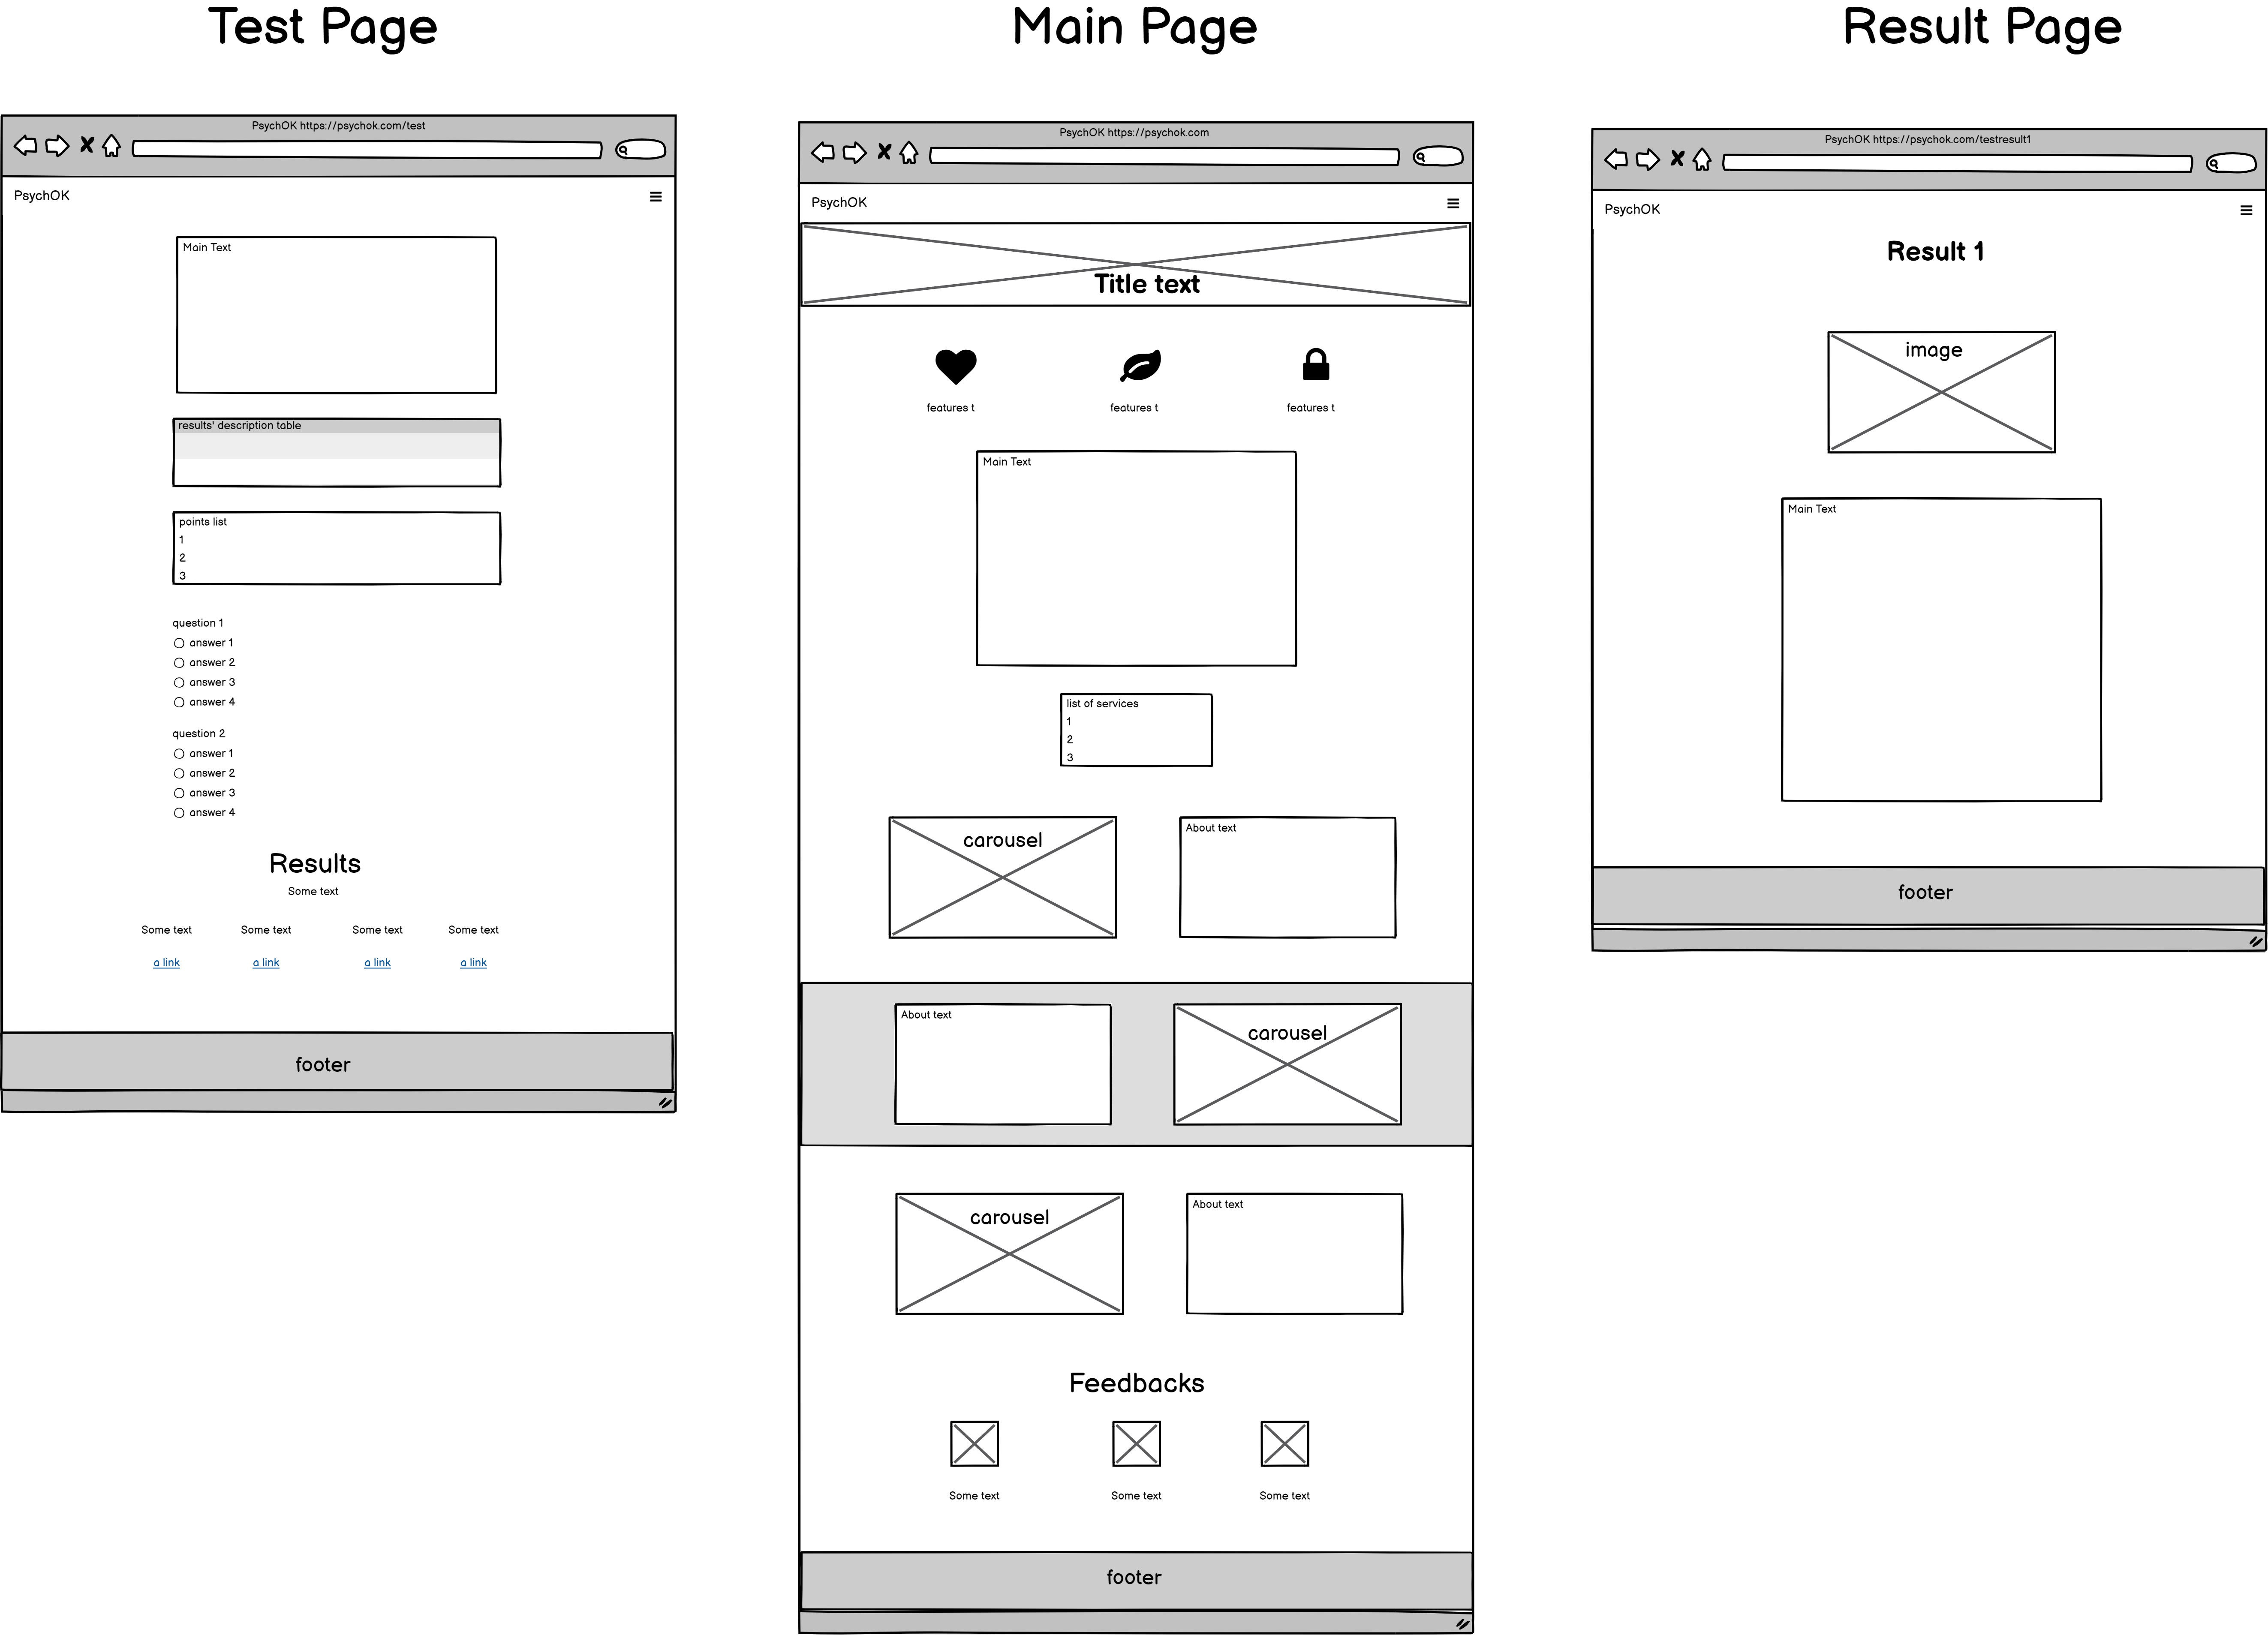 Test Page
PsychOK https://psychok.com/test
PsychOK
Main Text
results' description table
points list
1
2
3
question 1
answer 1
answer 2
answer 3
answer 4
question 2
answer 1
answer 2
answer 3
answer 4
Results
Some text
Some text Some text Some text Some text
a link a link a link a link
footer
Main Page
PsychOK https://psychok.com
PsychOK
Title text
features t features t features t
Main Text
list of services
1
2
3
carousel
About text
About text
carousel
carousel
About text
Feedbacks
Some text Some text Some text
footer
Result Page
PsychOK https://psychok.com/testresult1
PsychOK
Result 1
image
Main Text
footer